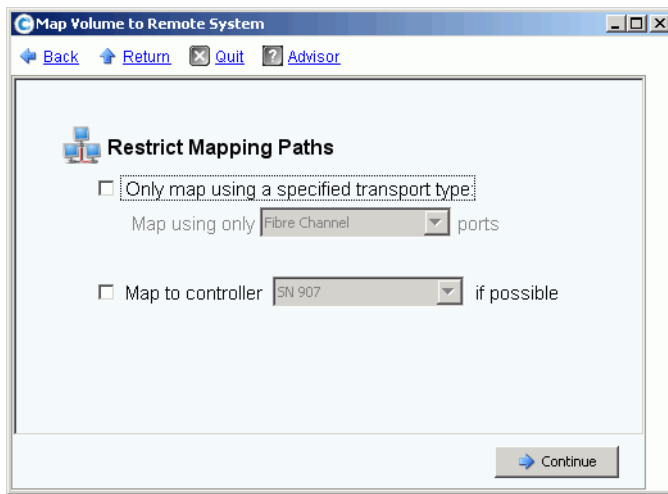 Map Volume to Remote System
Back Return Quit Advisor
Restrict Mapping Paths
Only map using a specified transport type:
Map using only Fibre Channel ports
Map to controller SN 907 if possible
Continue